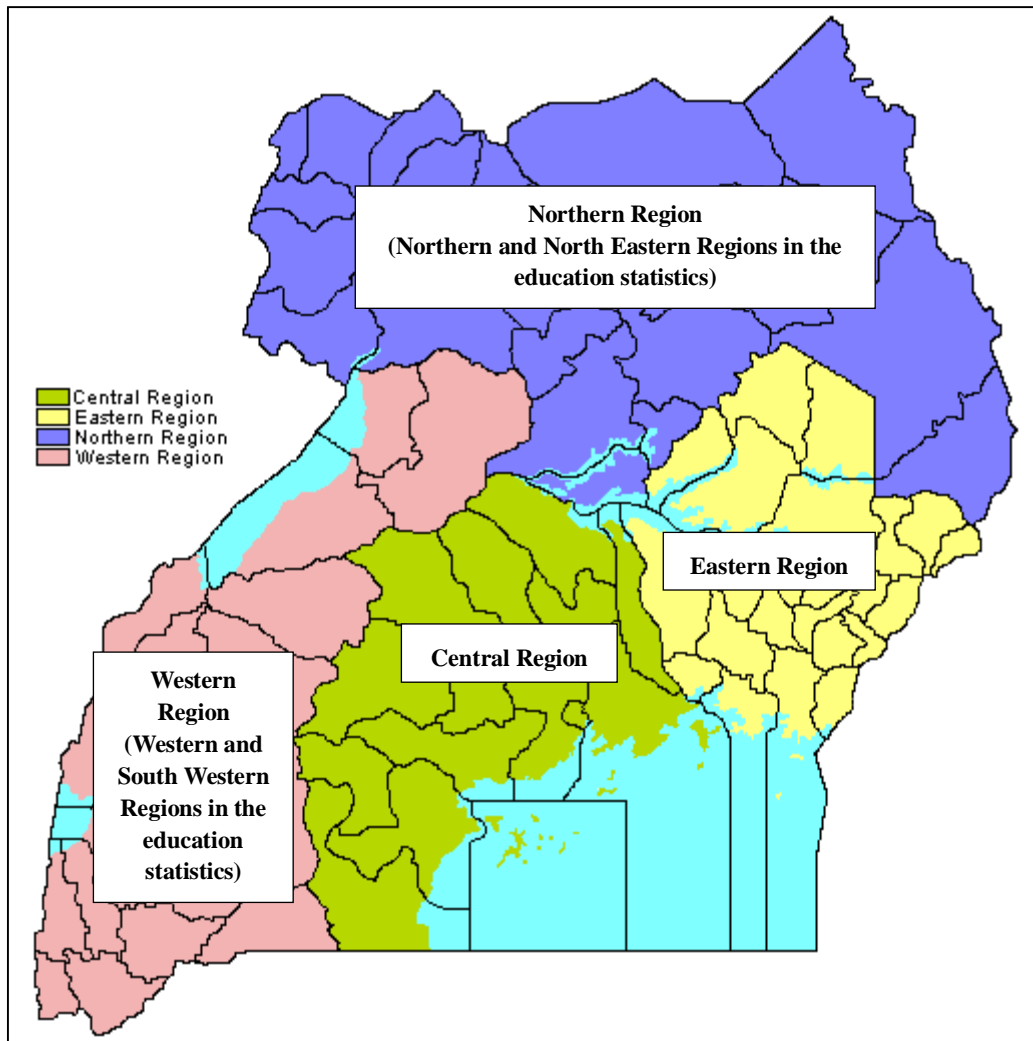 Northern Region
(Northern and North Eastern Regions in the
education statistics)
Central Region
Eastern Region
Northern Region
Western Region
Eastern Region
Central Region
Western
Region
(Western and
South Western
Regions in the
education
statistics)